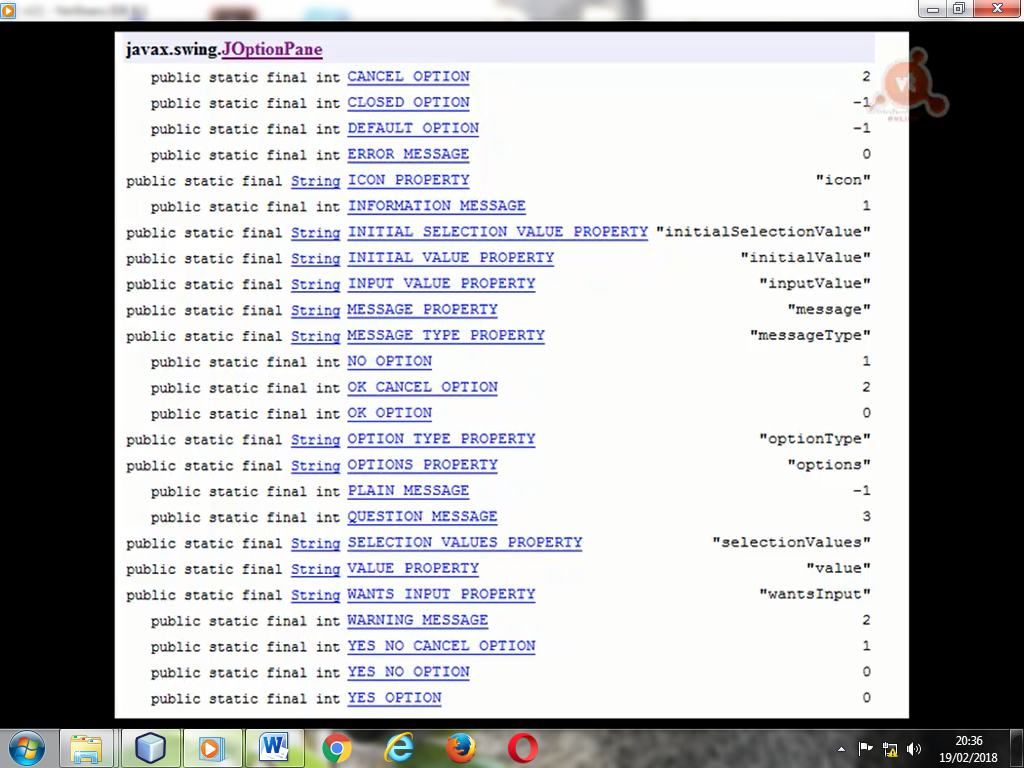 javax.swing.JOptionPane
public static final int CANCEL_OPTION 2
public static final int CLOSED_OPTION -1
public static final int DEFAULT_OPTION -1
public static final int ERROR_MESSAGE 0
public static final String ICON_PROPERTY "icon"
public static final int INFORMATION_MESSAGE 1
public static final String INITIAL_SELECTION_VALUE_PROPERTY "initialSelectionValue"
public static final String INITIAL_VALUE_PROPERTY "initialValue"
public static final String INPUT_VALUE_PROPERTY "inputValue"
public static final String MESSAGE_PROPERTY "message"
public static final String MESSAGE_TYPE_PROPERTY "messageType"
public static final int NO_OPTION 1
public static final int OK_CANCEL_OPTION 2
public static final int OK_OPTION 0
public static final String OPTION_TYPE_PROPERTY "optionType"
public static final String OPTIONS_PROPERTY "options"
public static final int PLAIN_MESSAGE -1
public static final int QUESTION_MESSAGE 3
public static final String SELECTION_VALUES_PROPERTY "selectionValues"
public static final String VALUE_PROPERTY "value"
public static final String WANTS_INPUT_PROPERTY "wantsInput"
public static final int WARNING_MESSAGE 2
public static final int YES_NO_CANCEL_OPTION 1
public static final int YES_NO_OPTION 0
public static final int YES_OPTION 0
20:36
19/02/2018